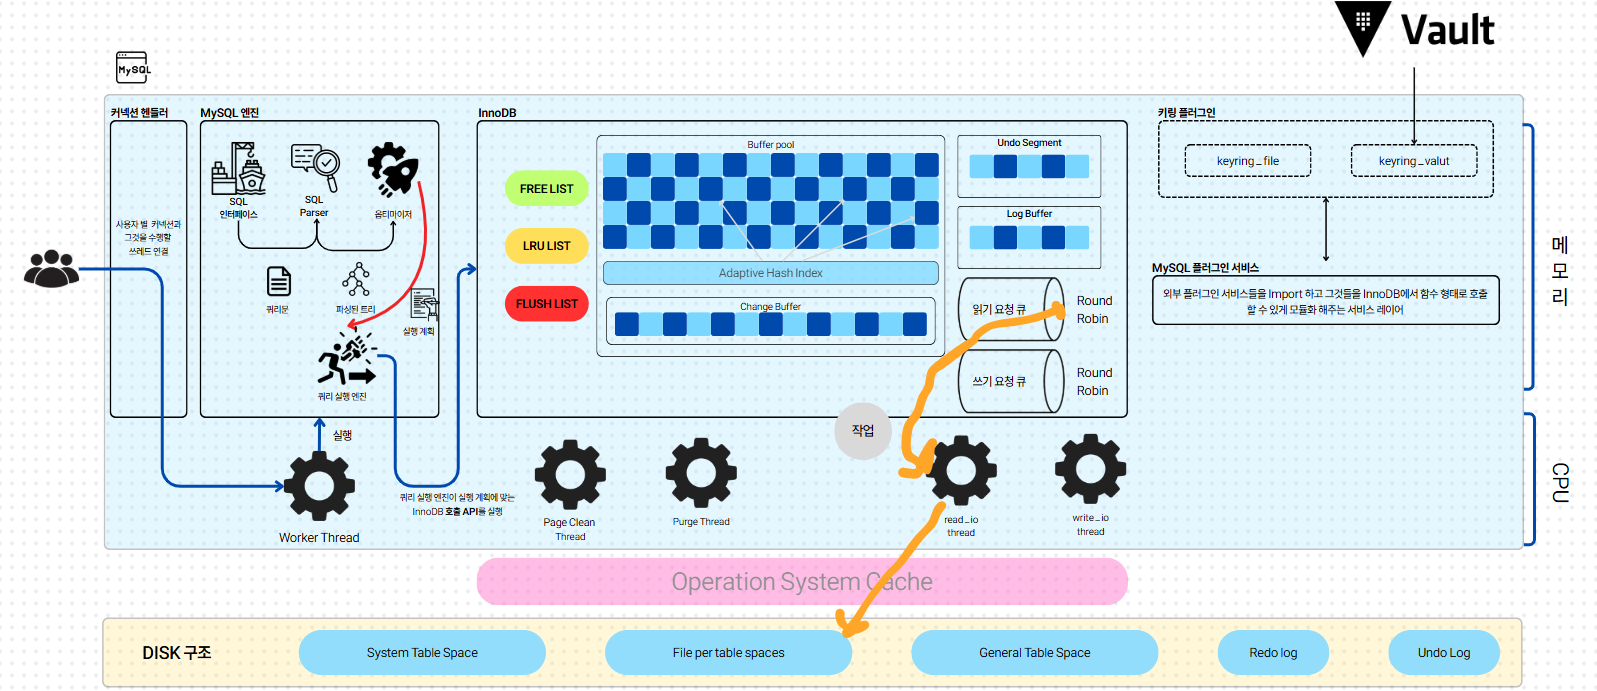 Vault
MySQL
커넥션 헨들러
사용자 별 커넥션과
그것을 수행할
쓰레드 연결
MySQL 엔진
SQL
인터페이스
SQL
Parser
옵티마이저
쿼리문
파싱된 트리
실행 계획
쿼리 실행 엔진
실행
Worker Thread
쿼리 실행 엔진이 실행 계획에 맞는
InnoDB 호출 API를 실행
InnoDB
FREE LIST
LRU LIST
FLUSH LIST
Buffer pool
Adaptive Hash Index
Change Buffer
Undo Segment
Log Buffer
읽기 요청 큐
Round
Robin
쓰기 요청 큐
Round
Robin
작업
Page Clean
Thread
Purge Thread
read_io
thread
write_io
thread
키링 플러그인
keyring_file
keyring_valut
MySQL 플러그인 서비스
외부 플러그인 서비스들을 Import 하고 그것들을 InnoDB에서 함수 형태로 호출
할 수 있게 모듈화 해주는 서비스 레이어
메모리
CPU
Operation System Cache
DISK 구조
System Table Space
File per table spaces
General Table Space
Redo log
Undo Log